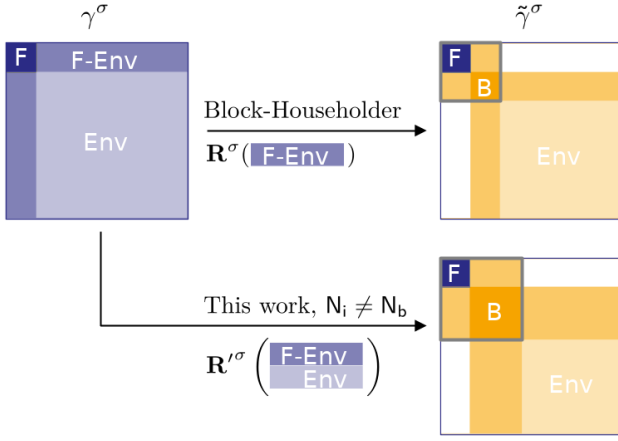 γ^σ
γ̃^σ
F F-Env
Env
Block-Householder
R^σ( F-Env )
F
B
Env
This work, N_i ≠ N_b
R′^σ ( F-Env
Env )
F
B
Env